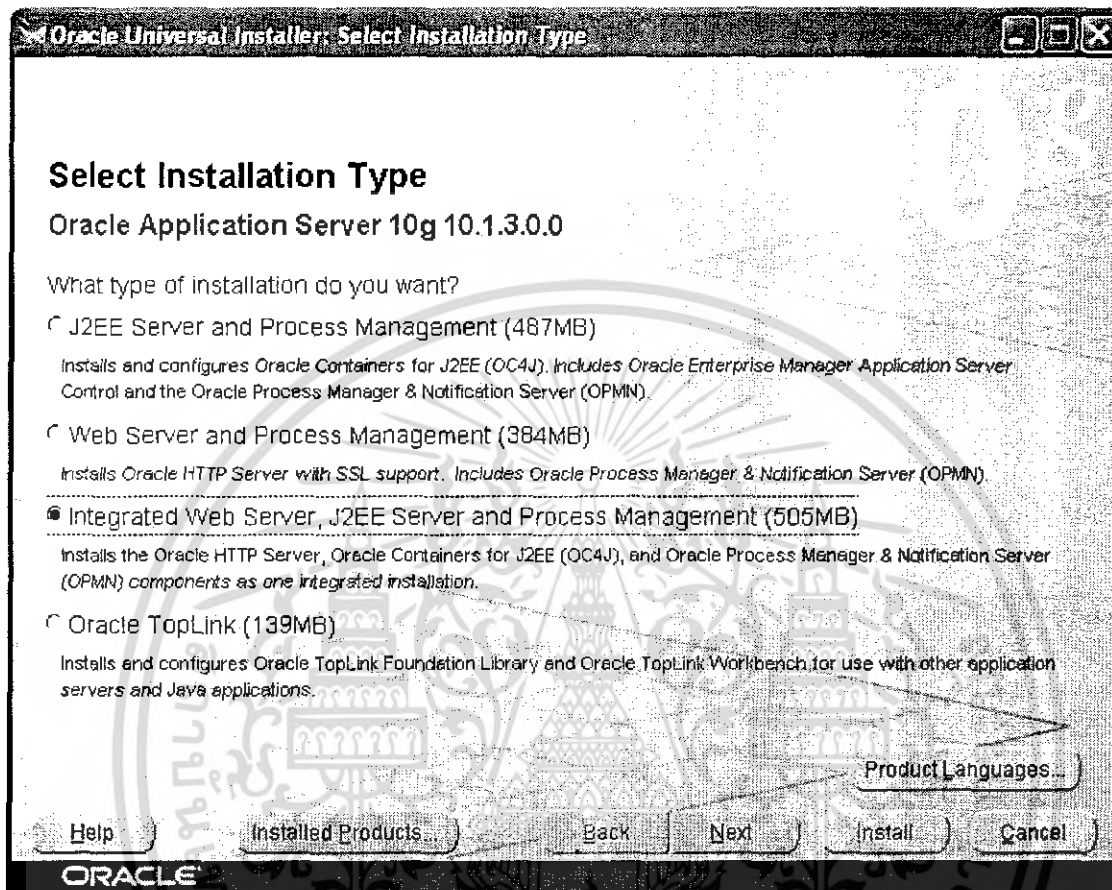 Oracle Universal Installer: Select Installation Type
Select Installation Type
Oracle Application Server 10g 10.1.3.0.0
What type of installation do you want?
J2EE Server and Process Management (487MB)
Installs and configures Oracle Containers for J2EE (OC4J). Includes Oracle Enterprise Manager Application Server
Control and the Oracle Process Manager & Notification Server (OPMN).
Web Server and Process Management (384MB)
Installs Oracle HTTP Server with SSL support. Includes Oracle Process Manager & Notification Server (OPMN).
Integrated Web Server, J2EE Server and Process Management (505MB)
Installs the Oracle HTTP Server, Oracle Containers for J2EE (OC4J), and Oracle Process Manager & Notification Server
(OPMN) components as one integrated installation.
Oracle TopLink (139MB)
Installs and configures Oracle TopLink Foundation Library and Oracle TopLink Workbench for use with other application
servers and Java applications.
Product Languages...
Help Installed Products... Back Next Install Cancel
ORACLE